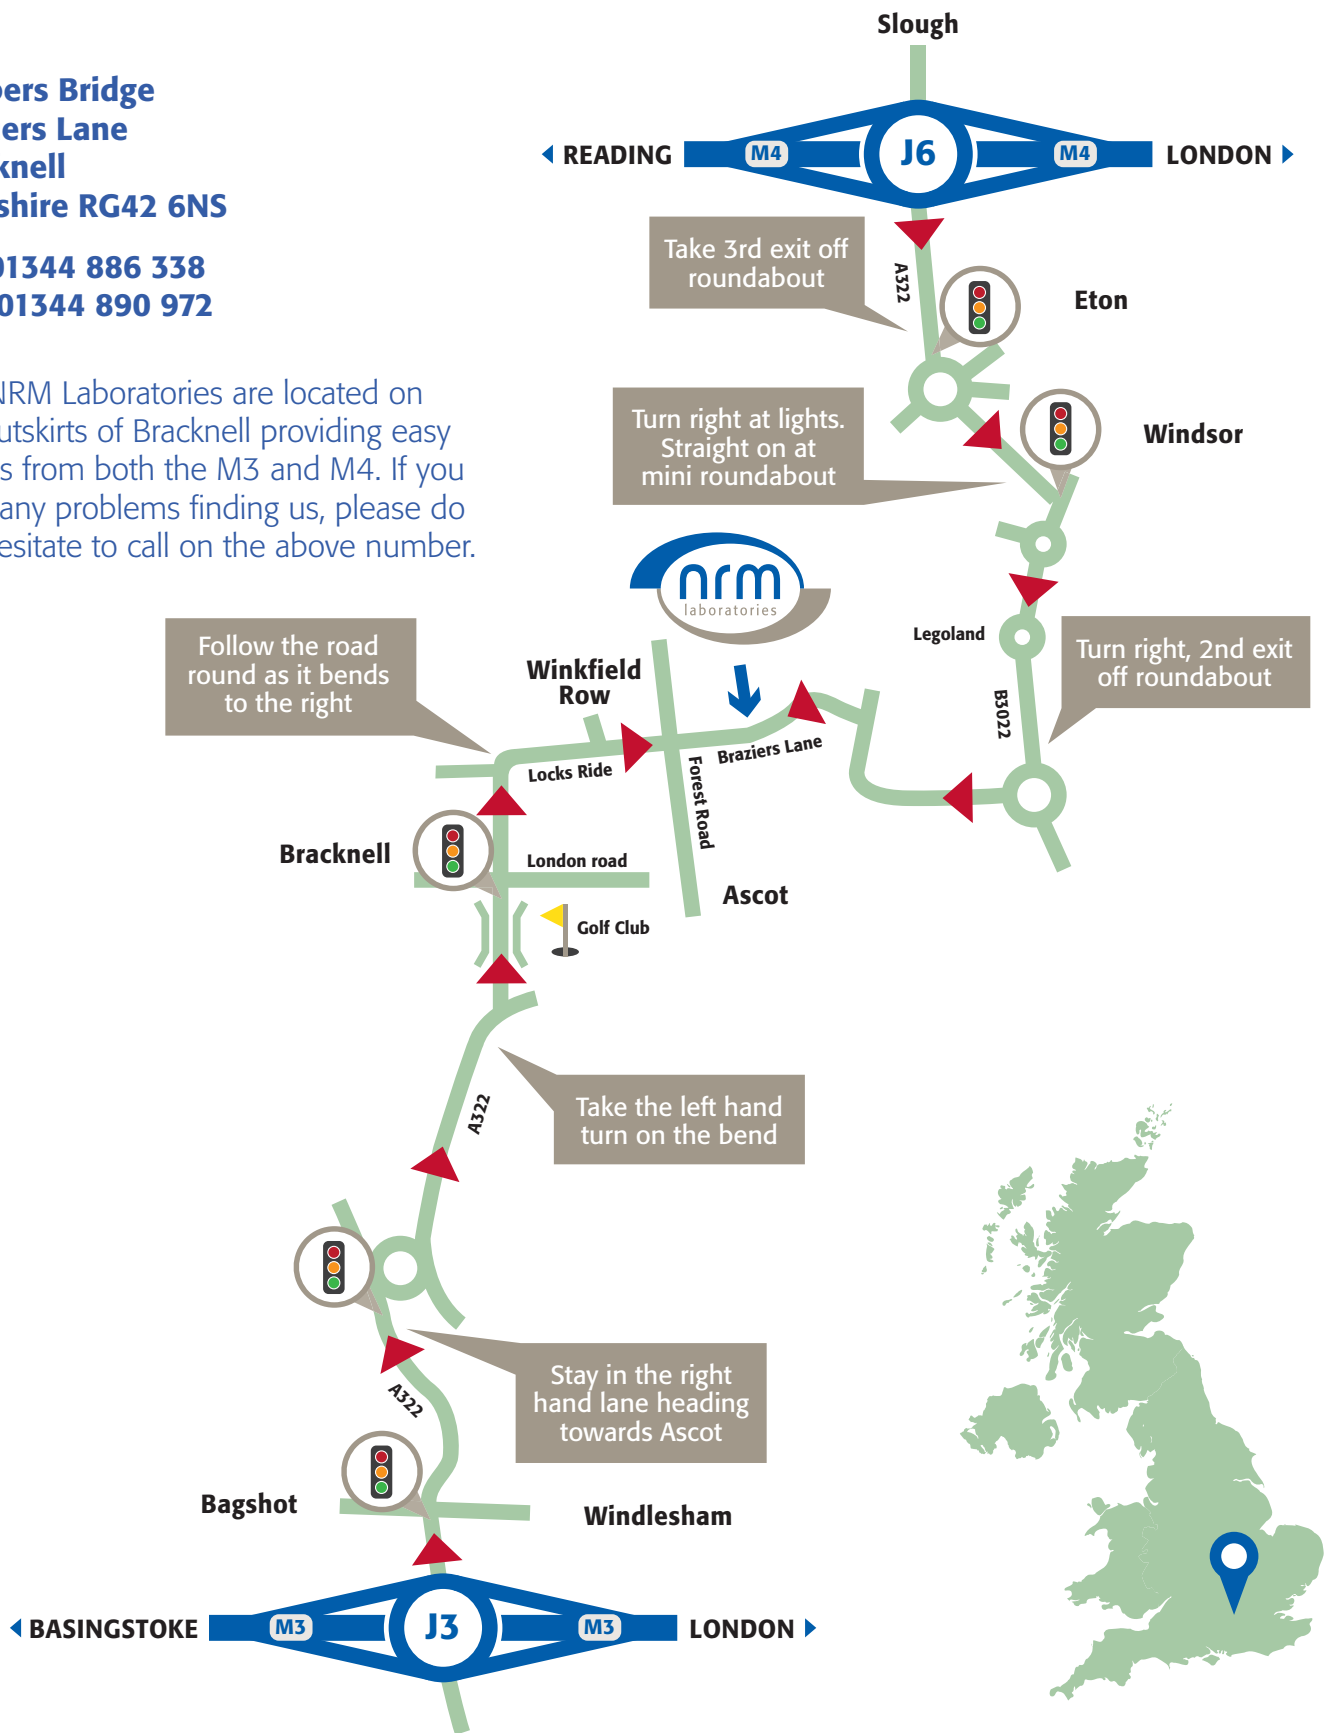 Slough
READING
M4
J6
M4
LONDON
pers Bridge
ers Lane
knell
shire RG42 6NS
01344 886 338
01344 890 972
NRM Laboratories are located on
utskirts of Bracknell providing easy
s from both the M3 and M4. If you
any problems finding us, please do
esitate to call on the above number.
Take 3rd exit off
roundabout
A322
Eton
Turn right at lights.
Straight on at
mini roundabout
Windsor
nrm
laboratories
Legoland
Turn right, 2nd exit
off roundabout
B3022
Follow the road
round as it bends
to the right
Winkfield
Row
Locks Ride
Braziers Lane
Forest Road
Bracknell
London road
Ascot
Golf Club
A322
Take the left hand
turn on the bend
Stay in the right
hand lane heading
towards Ascot
A322
Bagshot
Windlesham
BASINGSTOKE
M3
J3
M3
LONDON